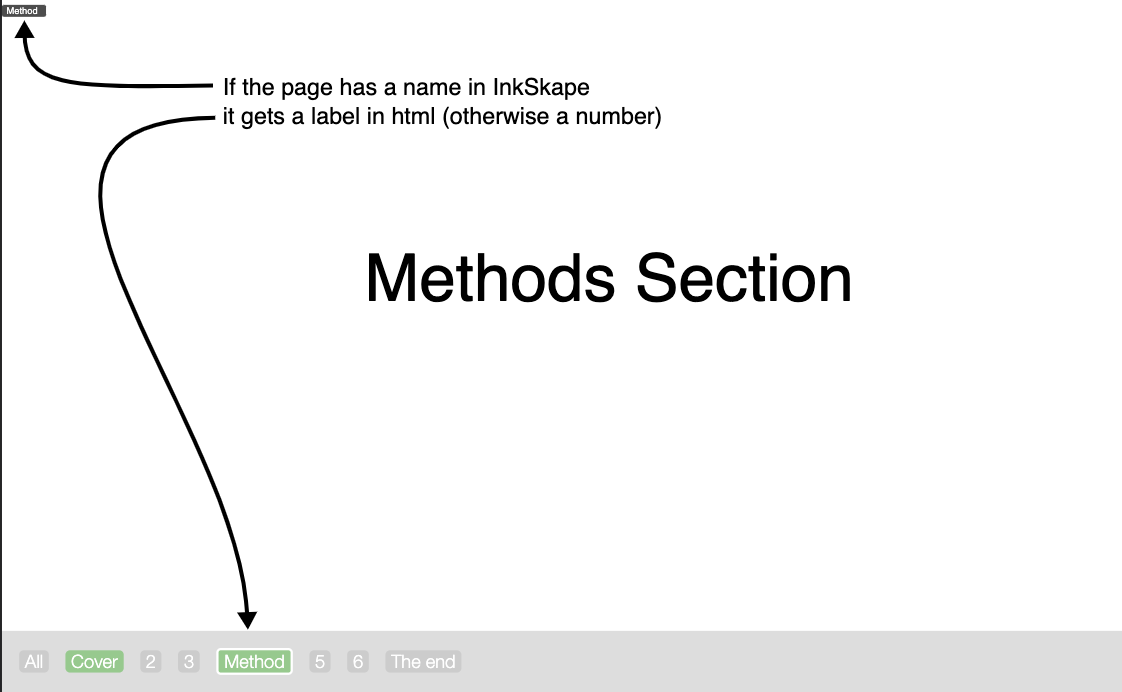 Method
If the page has a name in InkSkape
it gets a label in html (otherwise a number)
Methods Section
All Cover 2 3 Method 5 6 The end